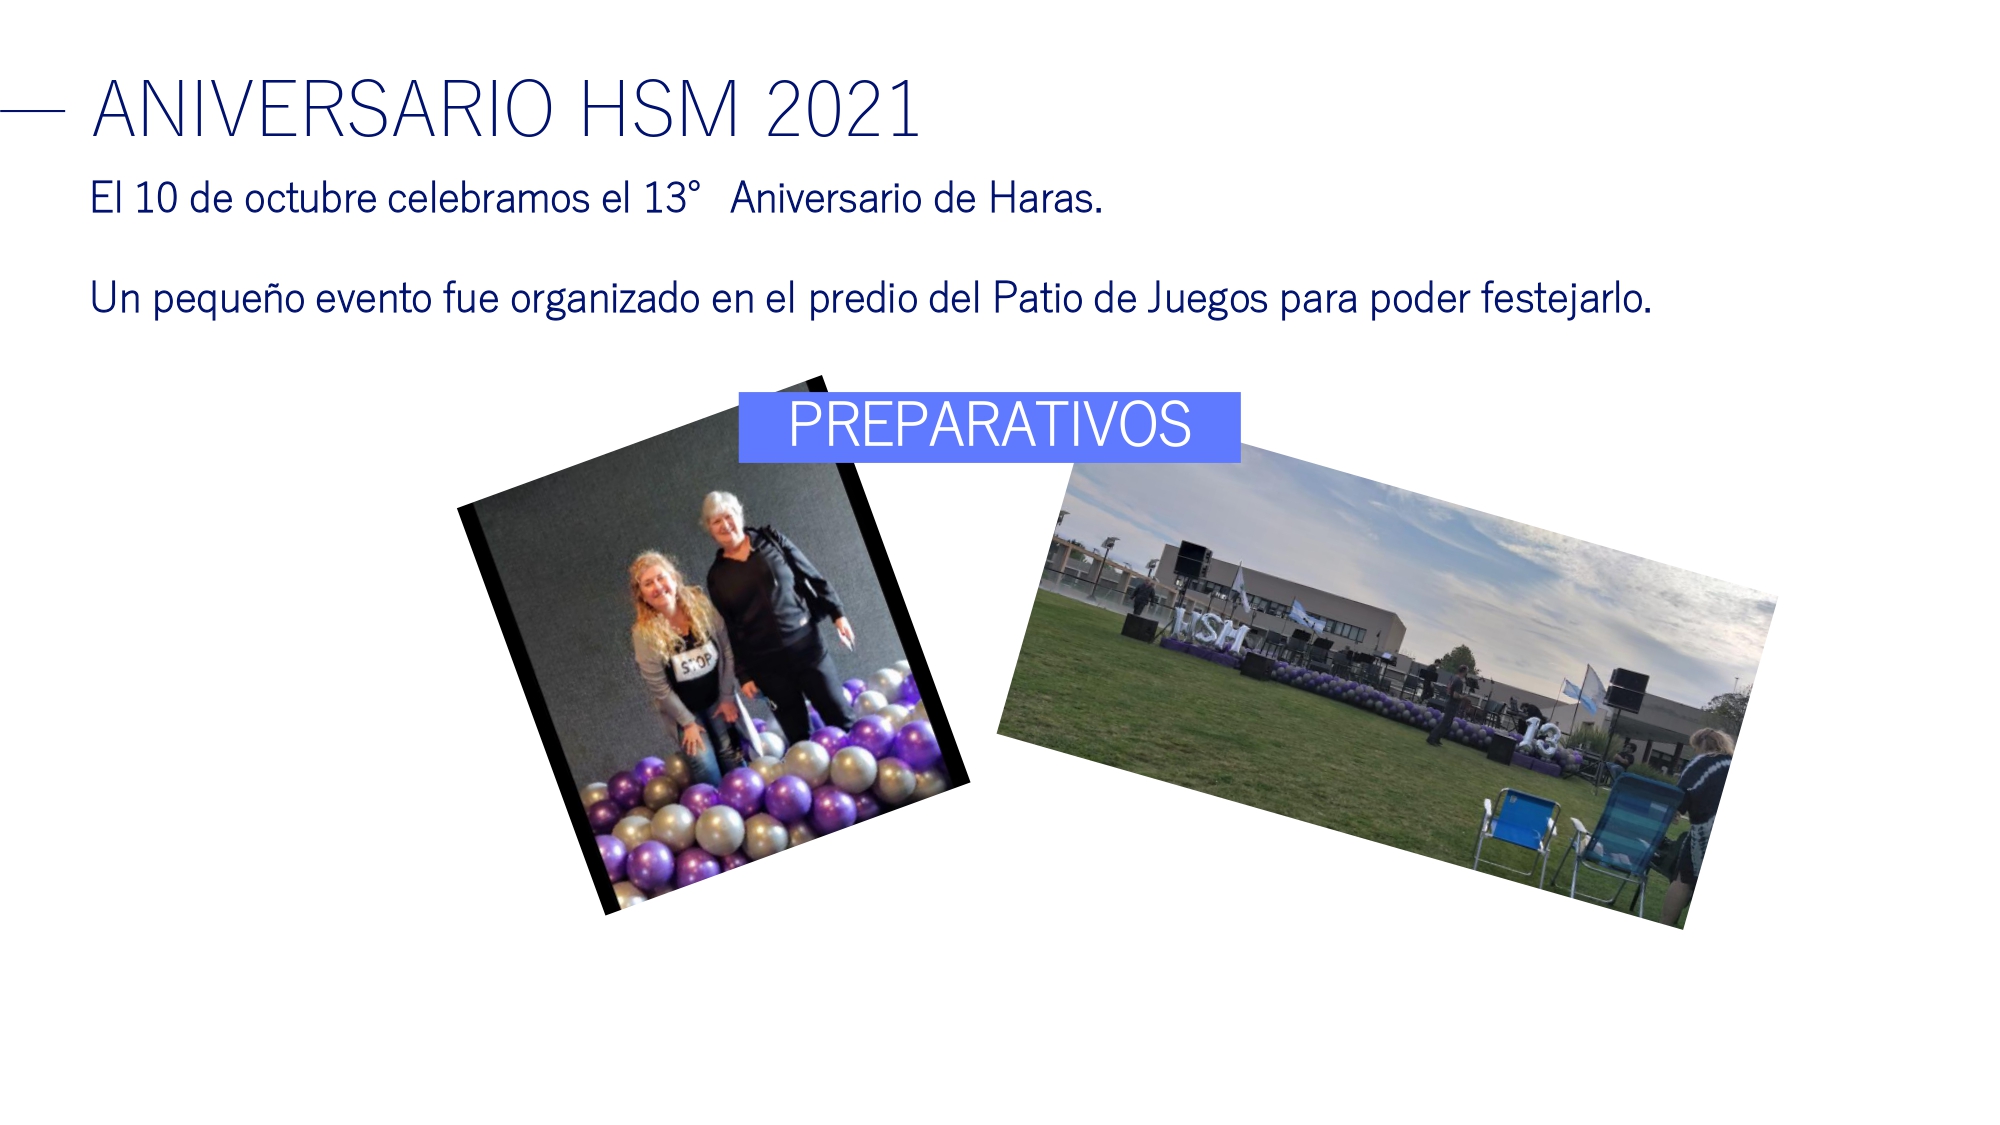 ANIVERSARIO HSM 2021
El 10 de octubre celebramos el 13° Aniversario de Haras.
Un pequeño evento fue organizado en el predio del Patio de Juegos para poder festejarlo.
PREPARATIVOS
STOP
HSM
13